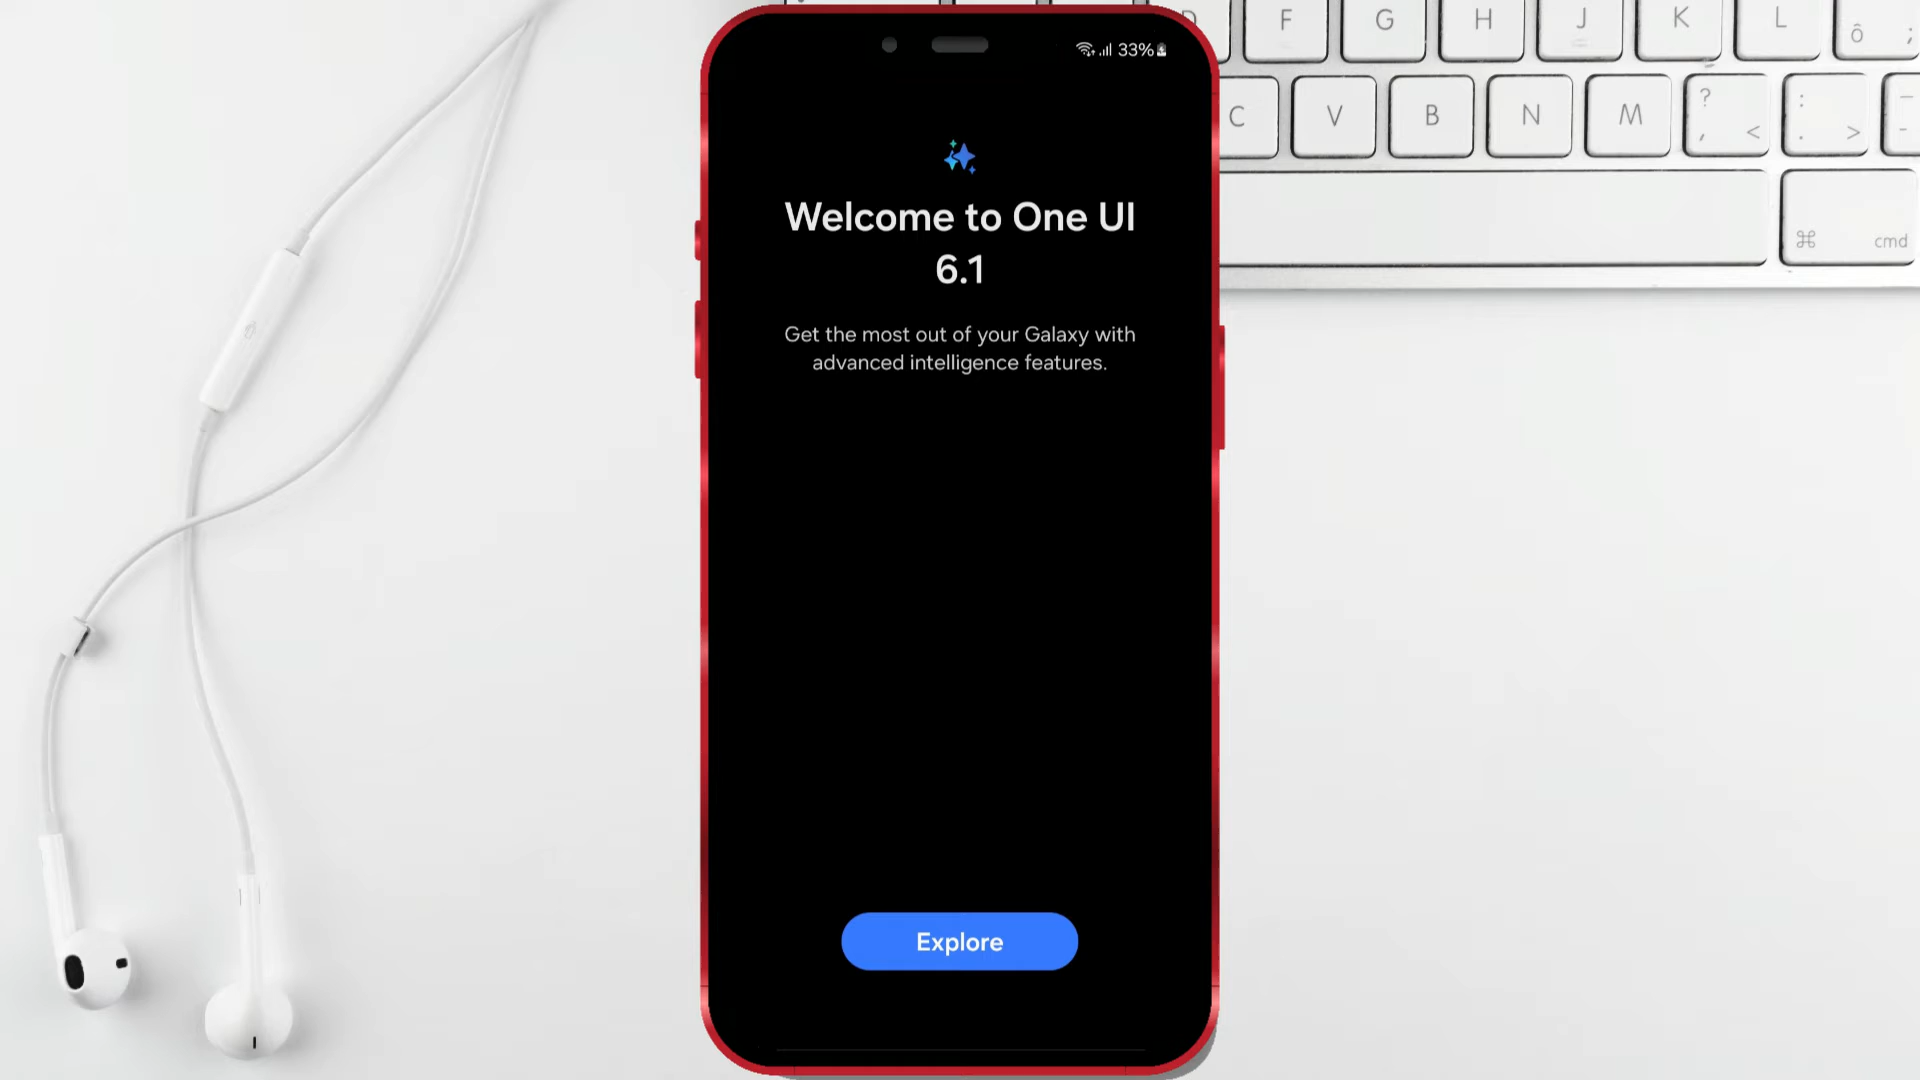 33%
Welcome to One UI
6.1
Get the most out of your Galaxy with
advanced intelligence features.
Explore
D F G H J K L ô ;
C V B N M ? , < : . > -
⌘ cmd